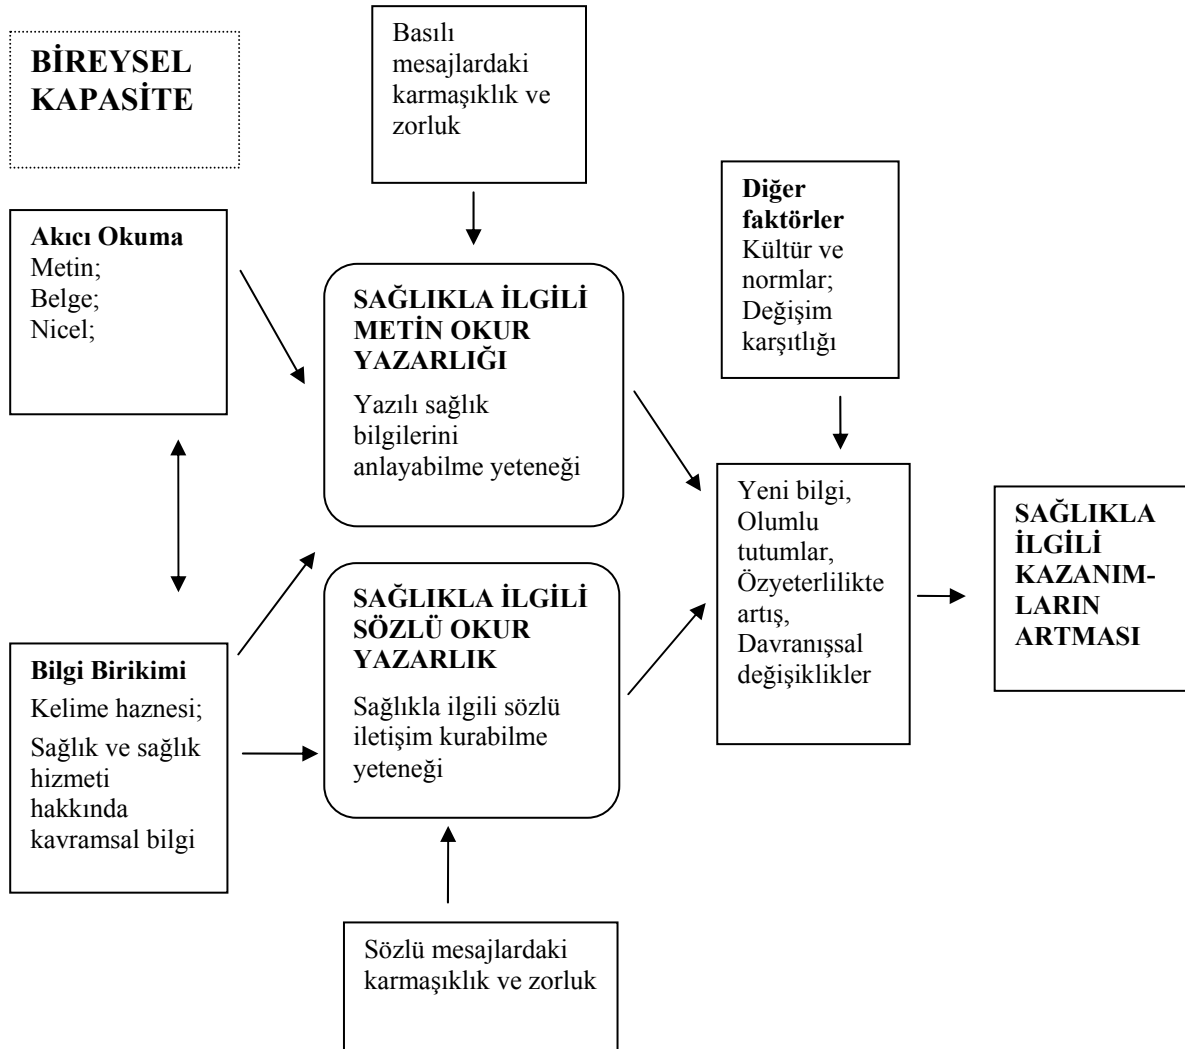 BİREYSEL
KAPASİTE
Basılı
mesajlardaki
karmaşıklık ve
zorluk
Akıcı Okuma
Metin;
Belge;
Nicel;
SAĞLIKLA İLGİLİ
METİN OKUR
YAZARLIĞI
Yazılı sağlık
bilgilerini
anlayabilme yeteneği
Diğer
faktörler
Kültür ve
normlar;
Değişim
karşıtlığı
Bilgi Birikimi
Kelime haznesi;
Sağlık ve sağlık
hizmeti
hakkında
kavramsal bilgi
SAĞLIKLA İLGİLİ
SÖZLÜ OKUR
YAZARLIK
Sağlıkla ilgili sözlü
iletişim kurabilme
yeteneği
Yeni bilgi,
Olumlu
tutumlar,
Özyeterlilikte
artış,
Davranışsal
değişiklikler
SAĞLIKLA
İLGİLİ
KAZANIM-
LARIN
ARTMASI
Sözlü mesajlardaki
karmaşıklık ve zorluk